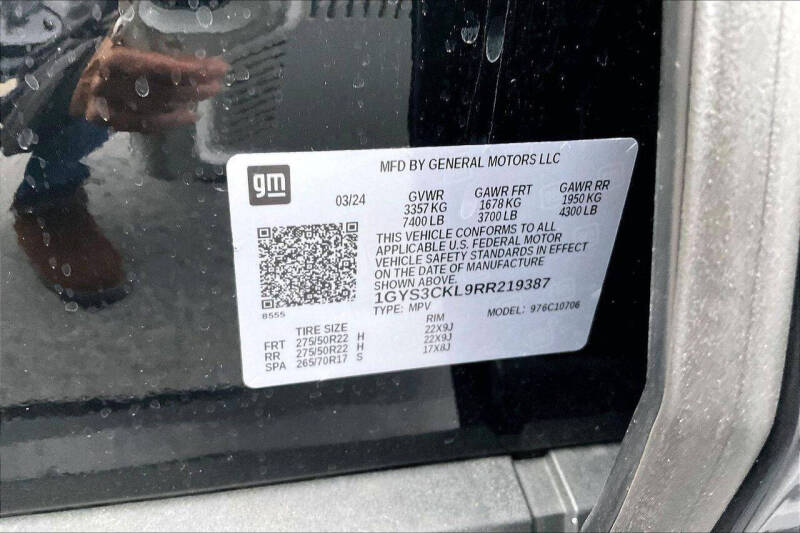 MFD BY GENERAL MOTORS LLC
gm
03/24
GVWR GAWR FRT GAWR RR
3357 KG 1678 KG 1950 KG
7400 LB 3700 LB 4300 LB
THIS VEHICLE CONFORMS TO ALL
APPLICABLE U.S. FEDERAL MOTOR
VEHICLE SAFETY STANDARDS IN EFFECT
ON THE DATE OF MANUFACTURE
SHOWN ABOVE.
1GYS3CKL9RR219387
8555
TYPE: MPV MODEL: 976C10706
TIRE SIZE RIM
FRT 275/50R22 H 22X9J
RR 275/50R22 H 22X9J
SPA 265/70R17 S 17X8J